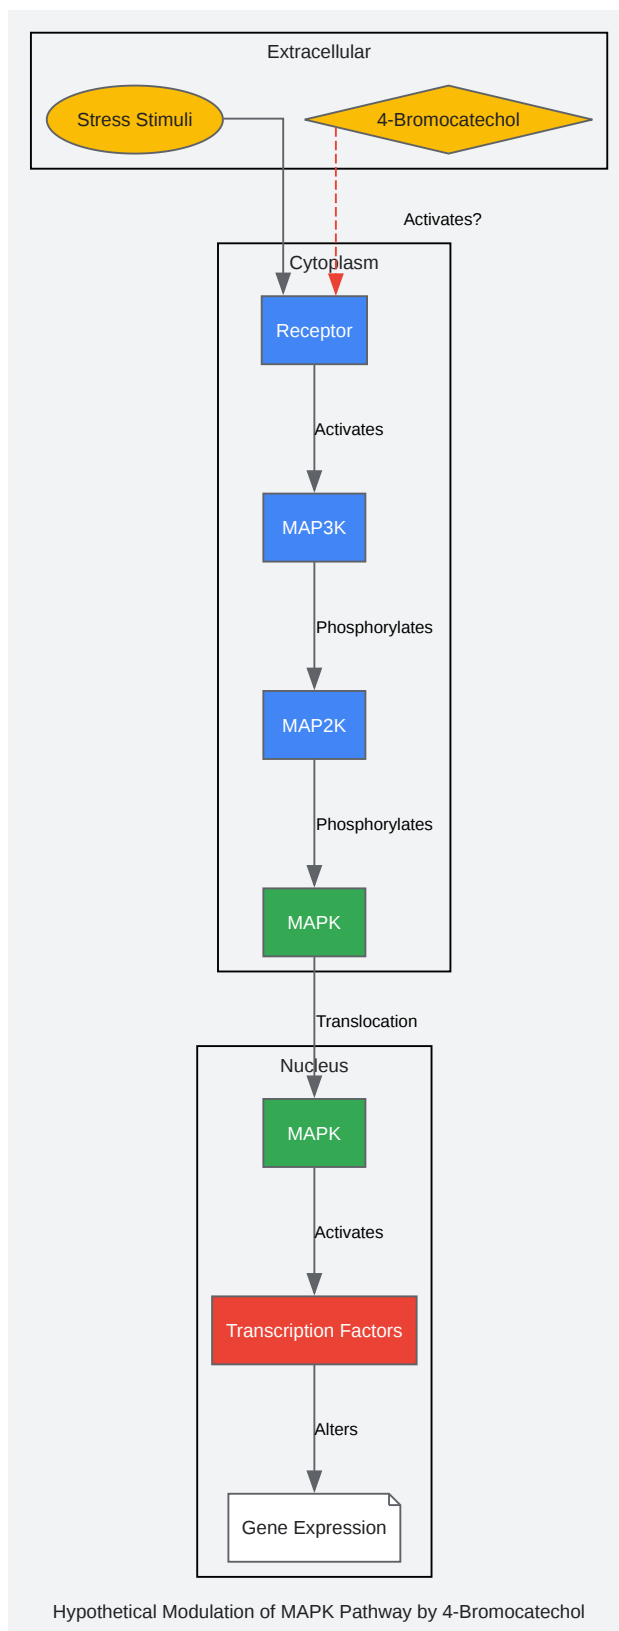 Extracellular
Stress Stimuli
4-Bromocatechol
Activates?
Cytoplasm
Receptor
Activates
MAP3K
Phosphorylates
MAP2K
Phosphorylates
MAPK
Translocation
Nucleus
MAPK
Activates
Transcription Factors
Alters
Gene Expression
Hypothetical Modulation of MAPK Pathway by 4-Bromocatechol